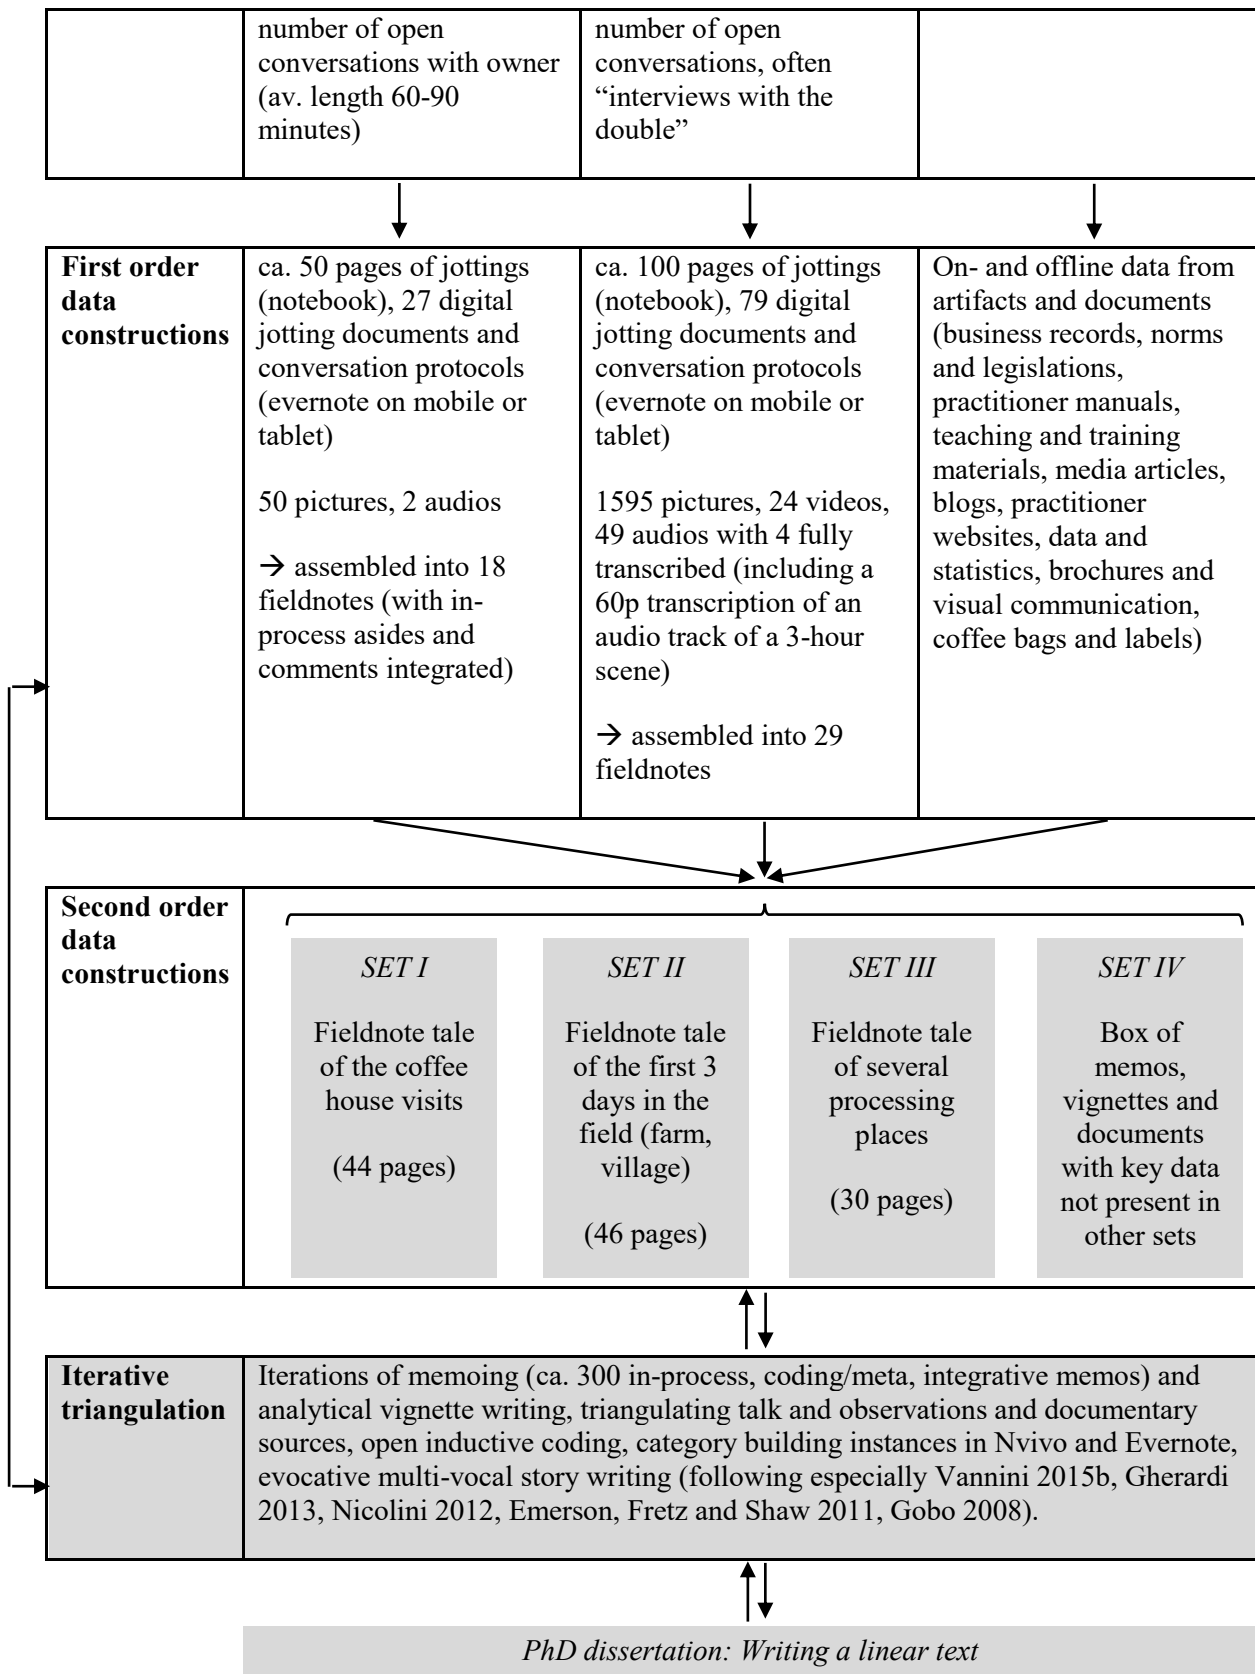 number of open
conversations with owner
(av. length 60-90
minutes)
number of open
conversations, often
“interviews with the
double”
First order
data
constructions
ca. 50 pages of jottings
(notebook), 27 digital
jotting documents and
conversation protocols
(evernote on mobile or
tablet)
50 pictures, 2 audios
→ assembled into 18
fieldnotes (with in-
process asides and
comments integrated)
ca. 100 pages of jottings
(notebook), 79 digital
jotting documents and
conversation protocols
(evernote on mobile or
tablet)
1595 pictures, 24 videos,
49 audios with 4 fully
transcribed (including a
60p transcription of an
audio track of a 3-hour
scene)
→ assembled into 29
fieldnotes
On- and offline data from
artifacts and documents
(business records, norms
and legislations,
practitioner manuals,
teaching and training
materials, media articles,
blogs, practitioner
websites, data and
statistics, brochures and
visual communication,
coffee bags and labels)
Second order
data
constructions
SET I
Fieldnote tale
of the coffee
house visits
(44 pages)
SET II
Fieldnote tale
of the first 3
days in the
field (farm,
village)
(46 pages)
SET III
Fieldnote tale
of several
processing
places
(30 pages)
SET IV
Box of
memos,
vignettes and
documents
with key data
not present in
other sets
Iterative
triangulation
Iterations of memoing (ca. 300 in-process, coding/meta, integrative memos) and
analytical vignette writing, triangulating talk and observations and documentary
sources, open inductive coding, category building instances in Nvivo and Evernote,
evocative multi-vocal story writing (following especially Vannini 2015b, Gherardi
2013, Nicolini 2012, Emerson, Fretz and Shaw 2011, Gobo 2008).
PhD dissertation: Writing a linear text